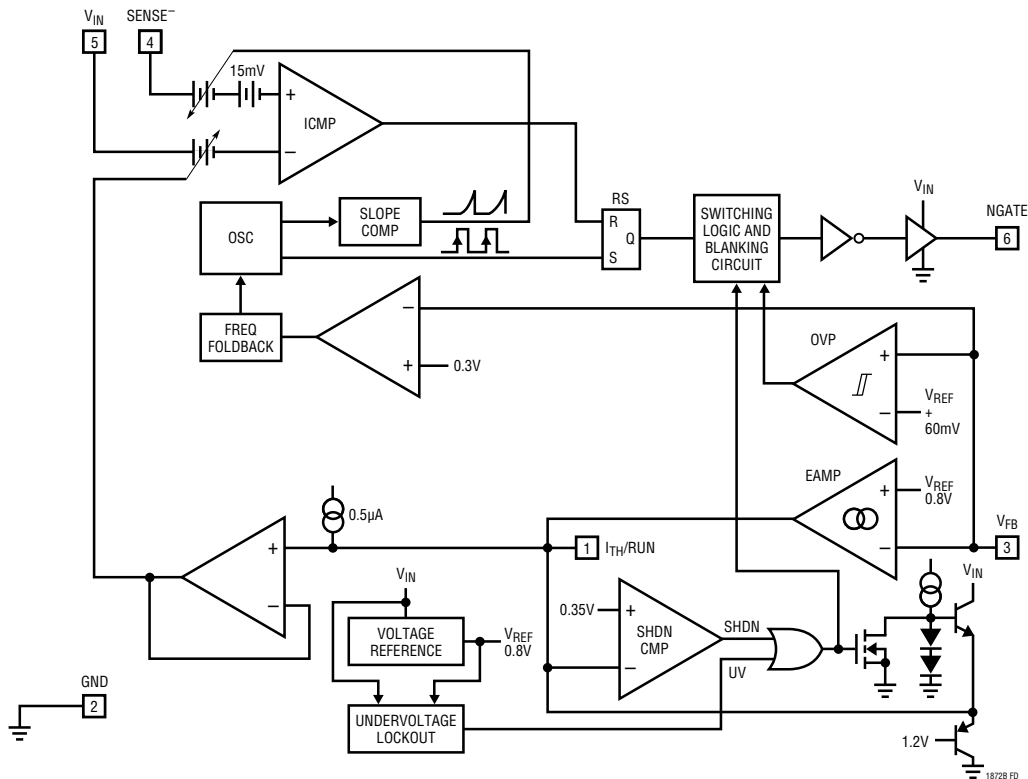 VIN
5
SENSE–
4
15mV
+
ICMP
–
OSC
SLOPE
COMP
FREQ
FOLDBACK
–
+
0.3V
RS
R
Q
S
SWITCHING
LOGIC AND
BLANKING
CIRCUIT
VIN
NGATE
6
OVP
+
–
VREF
+
60mV
EAMP
+
VREF
0.8V
–
VFB
3
0.5µA
+
–
1
ITH/RUN
VIN
VOLTAGE
REFERENCE
VREF
0.8V
UNDERVOLTAGE
LOCKOUT
0.35V
+
SHDN
CMP
–
SHDN
UV
VIN
1.2V
GND
2
1872B FD